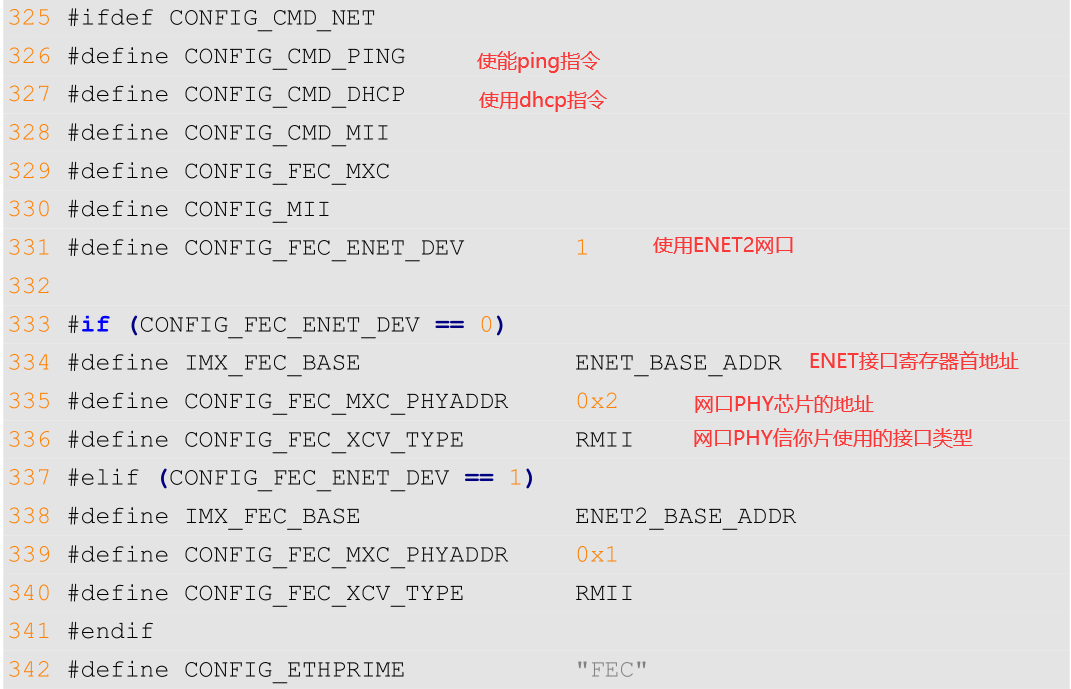 325 #ifdef CONFIG_CMD_NET
326 #define CONFIG_CMD_PING 使能ping指令
327 #define CONFIG_CMD_DHCP 使用dhcp指令
328 #define CONFIG_CMD_MII
329 #define CONFIG_FEC_MXC
330 #define CONFIG_MII
331 #define CONFIG_FEC_ENET_DEV 1 使用ENET2网口
332
333 #if (CONFIG_FEC_ENET_DEV == 0)
334 #define IMX_FEC_BASE ENET_BASE_ADDR ENET接口寄存器首地址
335 #define CONFIG_FEC_MXC_PHYADDR 0x2 网口PHY芯片的地址
336 #define CONFIG_FEC_XCV_TYPE RMII 网口PHY信你片使用的接口类型
337 #elif (CONFIG_FEC_ENET_DEV == 1)
338 #define IMX_FEC_BASE ENET2_BASE_ADDR
339 #define CONFIG_FEC_MXC_PHYADDR 0x1
340 #define CONFIG_FEC_XCV_TYPE RMII
341 #endif
342 #define CONFIG_ETHPRIME "FEC"